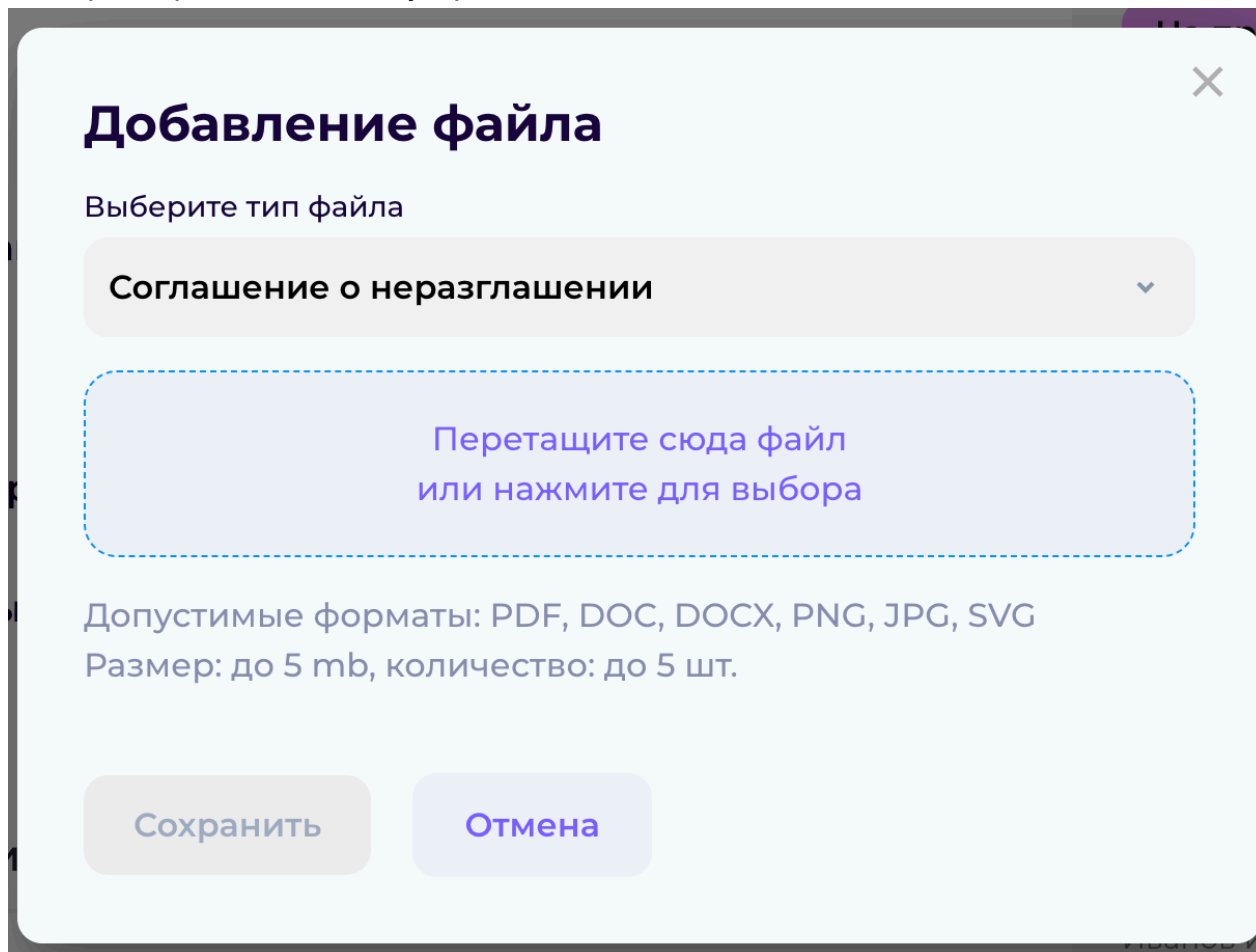 Добавление файла
Выберите тип файла
Соглашение о неразглашении
Перетащите сюда файл
или нажмите для выбора
Допустимые форматы: PDF, DOC, DOCX, PNG, JPG, SVG
Размер: до 5 mb, количество: до 5 шт.
Сохранить
Отмена